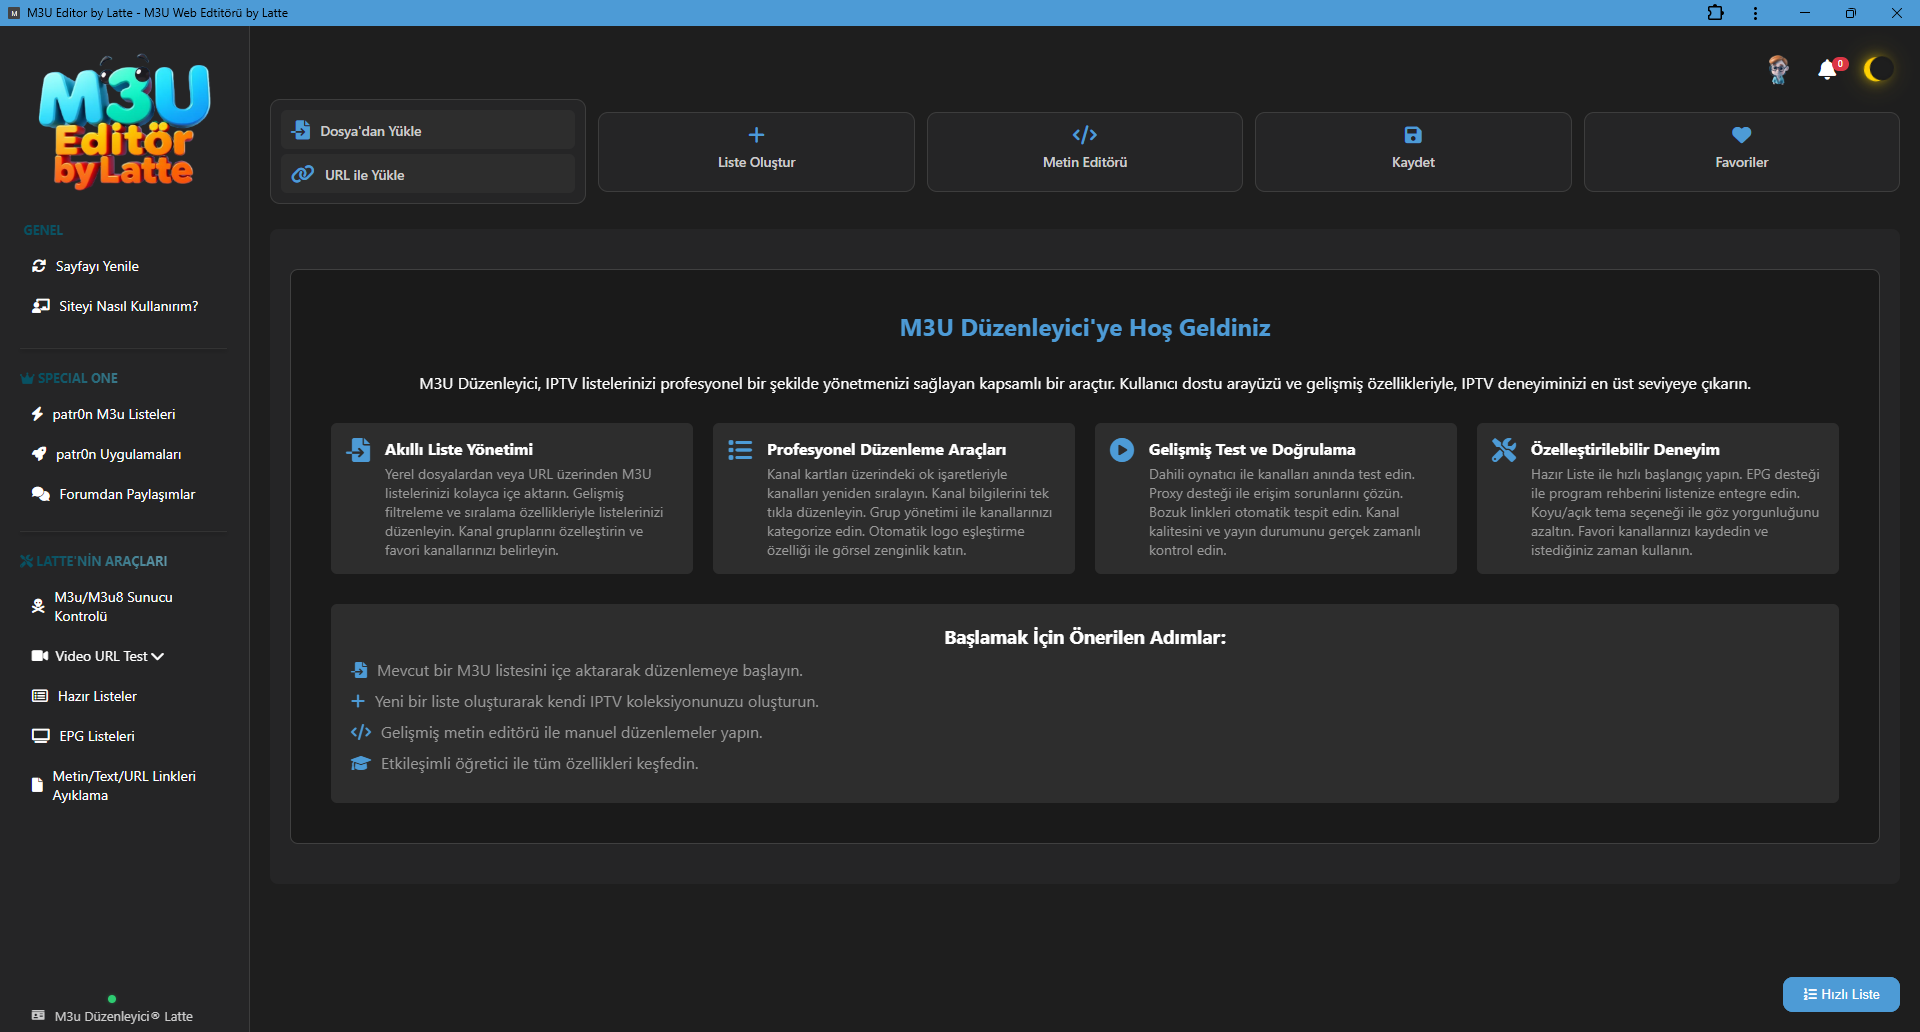 M3U Editor by Latte - M3U Web Edtitörü by Latte
M3U
Editör
by Latte
0
GENEL
Sayfayı Yenile
Siteyi Nasıl Kullanırım?
SPECIAL ONE
patr0n M3u Listeleri
patr0n Uygulamaları
Forumdan Paylaşımlar
LATTE'NİN ARAÇLARI
M3u/M3u8 Sunucu
Kontrolü
Video URL Test
Hazır Listeler
EPG Listeleri
Metin/Text/URL Linkleri
Ayıklama
M3u Düzenleyici® Latte
Dosya'dan Yükle
URL ile Yükle
Liste Oluştur
Metin Editörü
Kaydet
Favoriler
M3U Düzenleyici'ye Hoş Geldiniz
M3U Düzenleyici, IPTV listelerinizi profesyonel bir şekilde yönetmenizi sağlayan kapsamlı bir araçtır. Kullanıcı dostu arayüzü ve gelişmiş özellikleriyle, IPTV deneyiminizi en üst seviyeye çıkarın.
Akıllı Liste Yönetimi
Yerel dosyalardan veya URL üzerinden M3U
listelerinizi kolayca içe aktarın. Gelişmiş
filtreleme ve sıralama özellikleriyle listelerinizi
düzenleyin. Kanal gruplarını özelleştirin ve
favori kanallarınızı belirleyin.
Profesyonel Düzenleme Araçları
Kanal kartları üzerindeki ok işaretleriyle
kanalları yeniden sıralayın. Kanal bilgilerini tek
tıkla düzenleyin. Grup yönetimi ile kanallarınızı
kategorize edin. Otomatik logo eşleştirme
özelliği ile görsel zenginlik katın.
Gelişmiş Test ve Doğrulama
Dahili oynatıcı ile kanalları anında test edin.
Proxy desteği ile erişim sorunlarını çözün.
Bozuk linkleri otomatik tespit edin. Kanal
kalitesini ve yayın durumunu gerçek zamanlı
kontrol edin.
Özelleştirilebilir Deneyim
Hazır Liste ile hızlı başlangıç yapın. EPG desteği
ile program rehberini listenize entegre edin.
Koyu/açık tema seçeneği ile göz yorgunluğunu
azaltın. Favori kanallarınızı kaydedin ve
istediğiniz zaman kullanın.
Başlamak İçin Önerilen Adımlar:
Mevcut bir M3U listesini içe aktararak düzenlemeye başlayın.
Yeni bir liste oluşturarak kendi IPTV koleksiyonunuzu oluşturun.
Gelişmiş metin editörü ile manuel düzenlemeler yapın.
Etkileşimli öğretici ile tüm özellikleri keşfedin.
Hızlı Liste